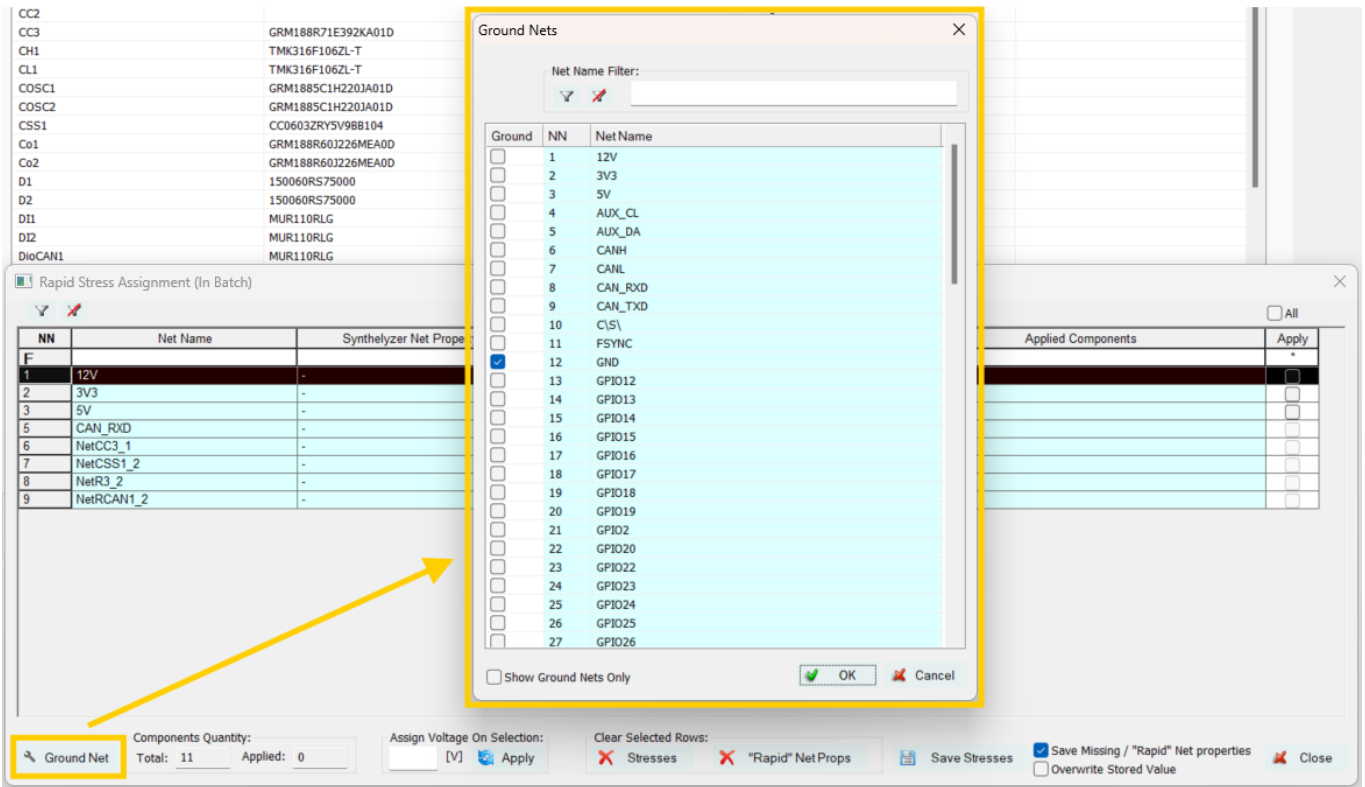 CC2
CC3 GRM188R71E392KA01D
CH1 TMK316F106ZL-T
CL1 TMK316F106ZL-T
COSC1 GRM1885C1H220JA01D
COSC2 GRM1885C1H220JA01D
CSS1 CC0603ZRY5V9BB104
Co1 GRM188R60J226MEA0D
Co2 GRM188R60J226MEA0D
D1 150060RS75000
D2 150060RS75000
DI1 MUR110RLG
DI2 MUR110RLG
DioCAN1 MUR110RLG
Ground Nets
Net Name Filter:
Ground NN Net Name
1 12V
2 3V3
3 5V
4 AUX_CL
5 AUX_DA
6 CANH
7 CANL
8 CAN_RXD
9 CAN_TXD
10 C\S\
11 FSYNC
12 GND
13 GPIO12
14 GPIO13
15 GPIO14
16 GPIO15
17 GPIO16
18 GPIO17
19 GPIO18
20 GPIO19
21 GPIO2
22 GPIO20
23 GPIO22
24 GPIO23
25 GPIO24
26 GPIO25
27 GPIO26
Show Ground Nets Only OK Cancel
Rapid Stress Assignment (In Batch)
All
NN Net Name Synthelyzer Net Prope Applied Components Apply
F *
1 12V -
2 3V3 -
3 5V -
5 CAN_RXD -
6 NetCC3_1 -
7 NetCSS1_2 -
8 NetR3_2 -
9 NetRCAN1_2 -
Ground Net
Components Quantity:
Total: 11 Applied: 0
Assign Voltage On Selection:
[V] Apply
Clear Selected Rows:
Stresses "Rapid" Net Props
Save Stresses
Save Missing / "Rapid" Net properties
Overwrite Stored Value
Close